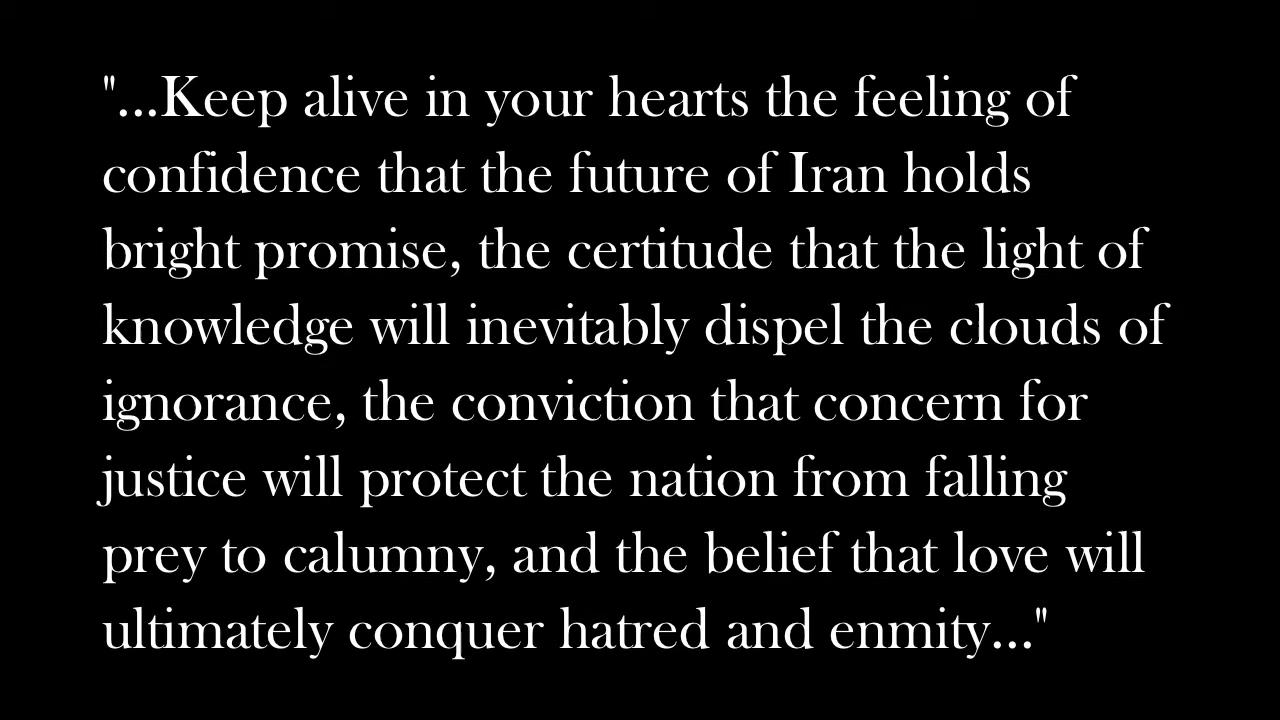 "...Keep alive in your hearts the feeling of
confidence that the future of Iran holds
bright promise, the certitude that the light of
knowledge will inevitably dispel the clouds of
ignorance, the conviction that concern for
justice will protect the nation from falling
prey to calumny, and the belief that love will
ultimately conquer hatred and enmity..."